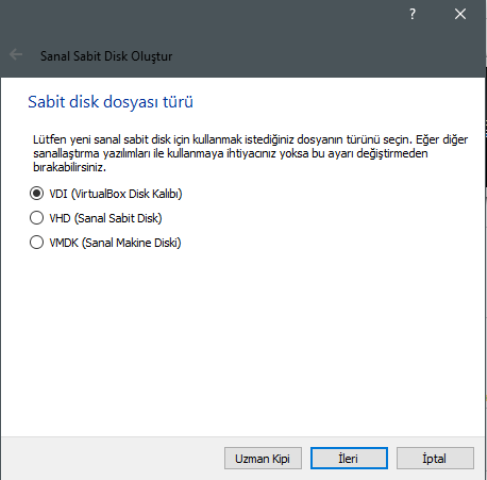 ?
Sanal Sabit Disk Oluştur
Sabit disk dosyası türü
Lütfen yeni sanal sabit disk için kullanmak istediğiniz dosyanın türünü seçin. Eğer diğer
sanallaştırma yazılımları ile kullanmaya ihtiyacınız yoksa bu ayarı değiştirmeden
bırakabilirsiniz.
VDI (VirtualBox Disk Kalıbı)
VHD (Sanal Sabit Disk)
VMDK (Sanal Makine Diski)
Uzman Kipi İleri İptal